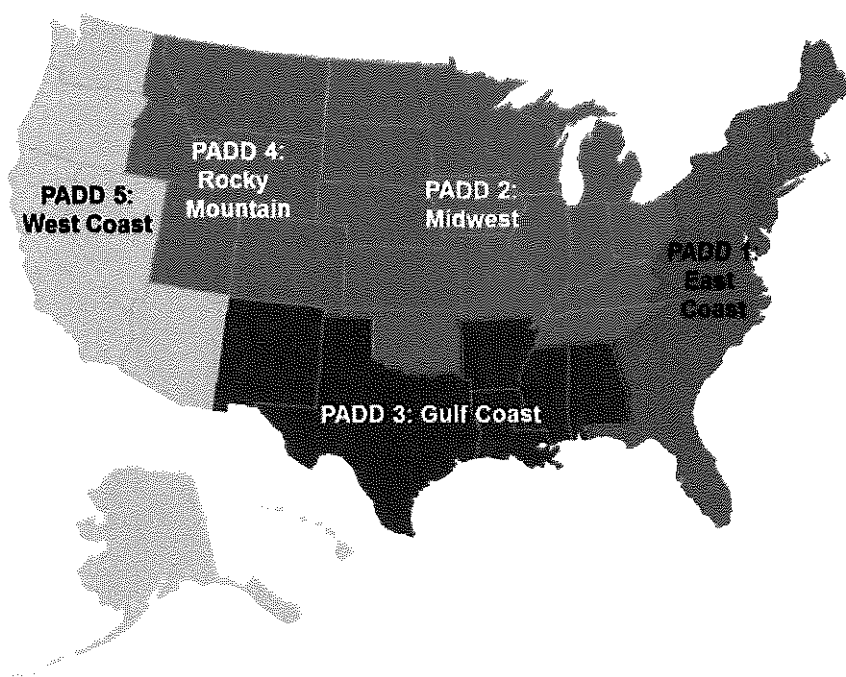 PADD 4:
Rocky
Mountain
PADD 5:
West Coast
PADD 2:
Midwest
PADD 1:
East
Coast
PADD 3: Gulf Coast